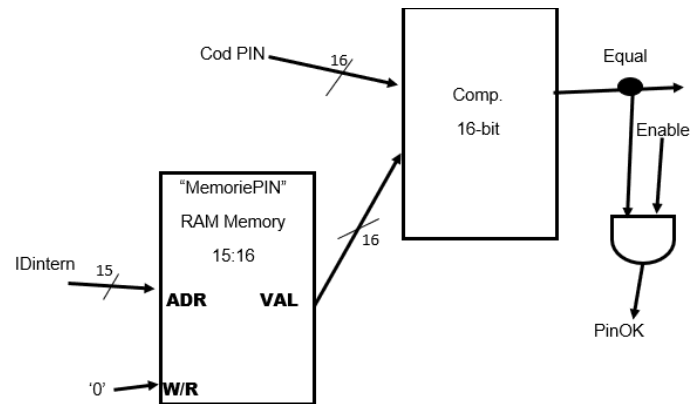 Cod PIN
16
Comp.
16-bit
Equal
Enable
"MemoriePIN"
RAM Memory
15:16
16
IDintern
15
ADR
VAL
'0'
W/R
PinOK